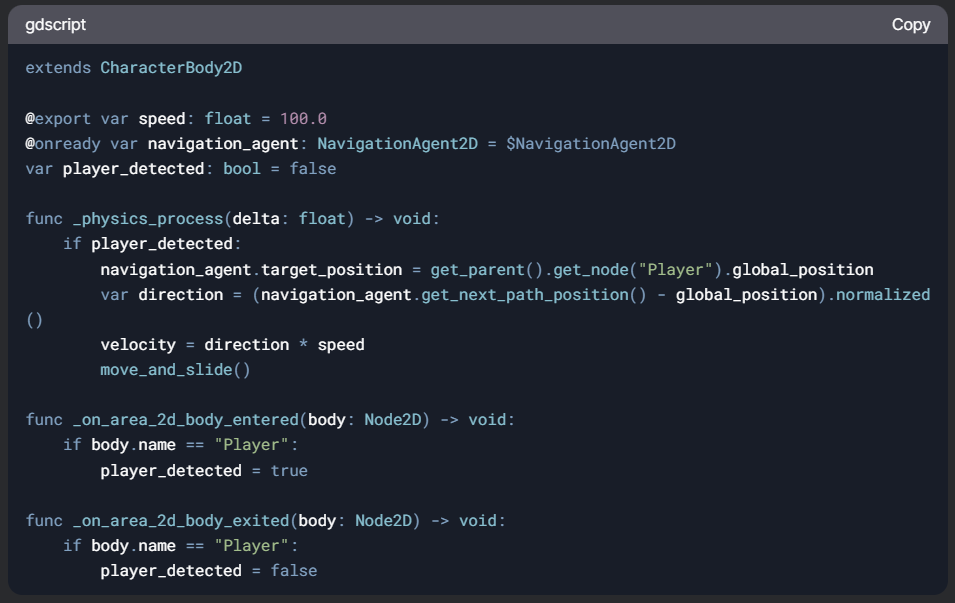 gdscript
Copy
extends CharacterBody2D
@export var speed: float = 100.0
@onready var navigation_agent: NavigationAgent2D = $NavigationAgent2D
var player_detected: bool = false
func _physics_process(delta: float) -> void:
    if player_detected:
        navigation_agent.target_position = get_parent().get_node("Player").global_position
        var direction = (navigation_agent.get_next_path_position() - global_position).normalized
()
        velocity = direction * speed
        move_and_slide()
func _on_area_2d_body_entered(body: Node2D) -> void:
    if body.name == "Player":
        player_detected = true
func _on_area_2d_body_exited(body: Node2D) -> void:
    if body.name == "Player":
        player_detected = false